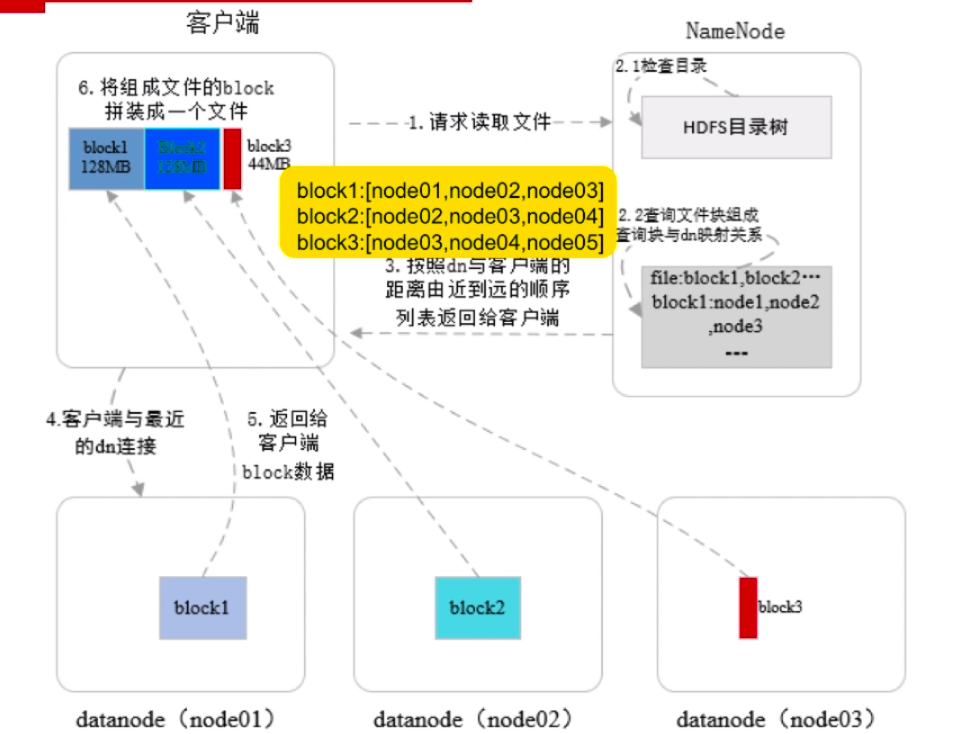 客户端
NameNode
6. 将组成文件的block
拼装成一个文件
block1
128MB
Block2
128MB
block3
44MB
1. 请求读取文件
2.1检查目录
HDFS目录树
block1:[node01,node02,node03]
block2:[node02,node03,node04]
block3:[node03,node04,node05]
2.2查询文件块组成
查询块与dn映射关系
file:block1,block2…
block1:node1,node2
,node3
---
3. 按照dn与客户端的
距离由近到远的顺序
列表返回给客户端
4.客户端与最近
的dn连接
5. 返回给
客户端
block数据
block1
block2
block3
datanode（node01）
datanode（node02）
datanode（node03）